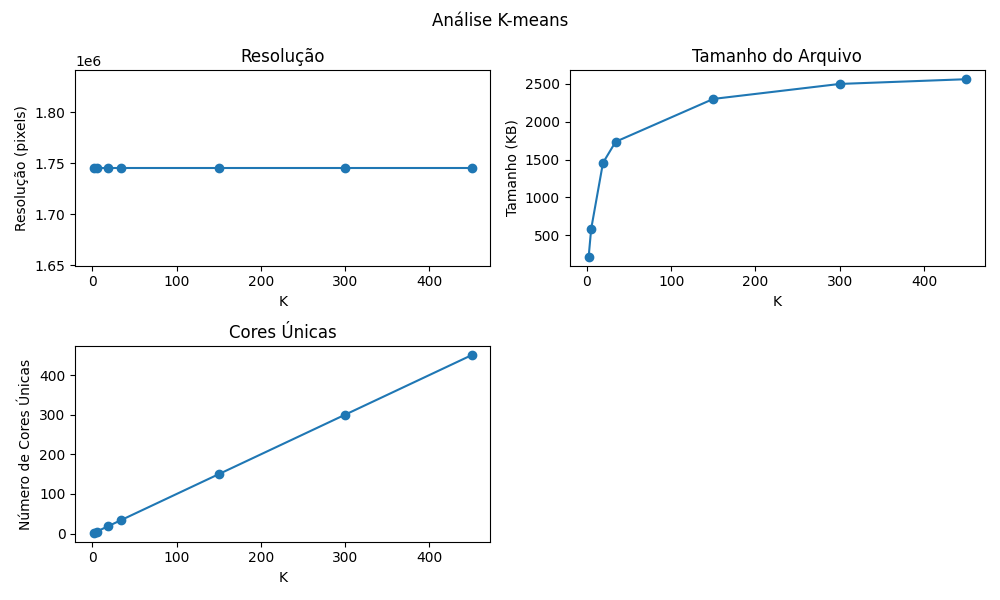 Análise K-means
Resolução
1e6
Resolução (pixels)
1.80
1.75
1.70
1.65
0 100 200 300 400
K
Tamanho do Arquivo
Tamanho (KB)
2500
2000
1500
1000
500
0 100 200 300 400
K
Cores Únicas
Número de Cores Únicas
400
300
200
100
0
0 100 200 300 400
K